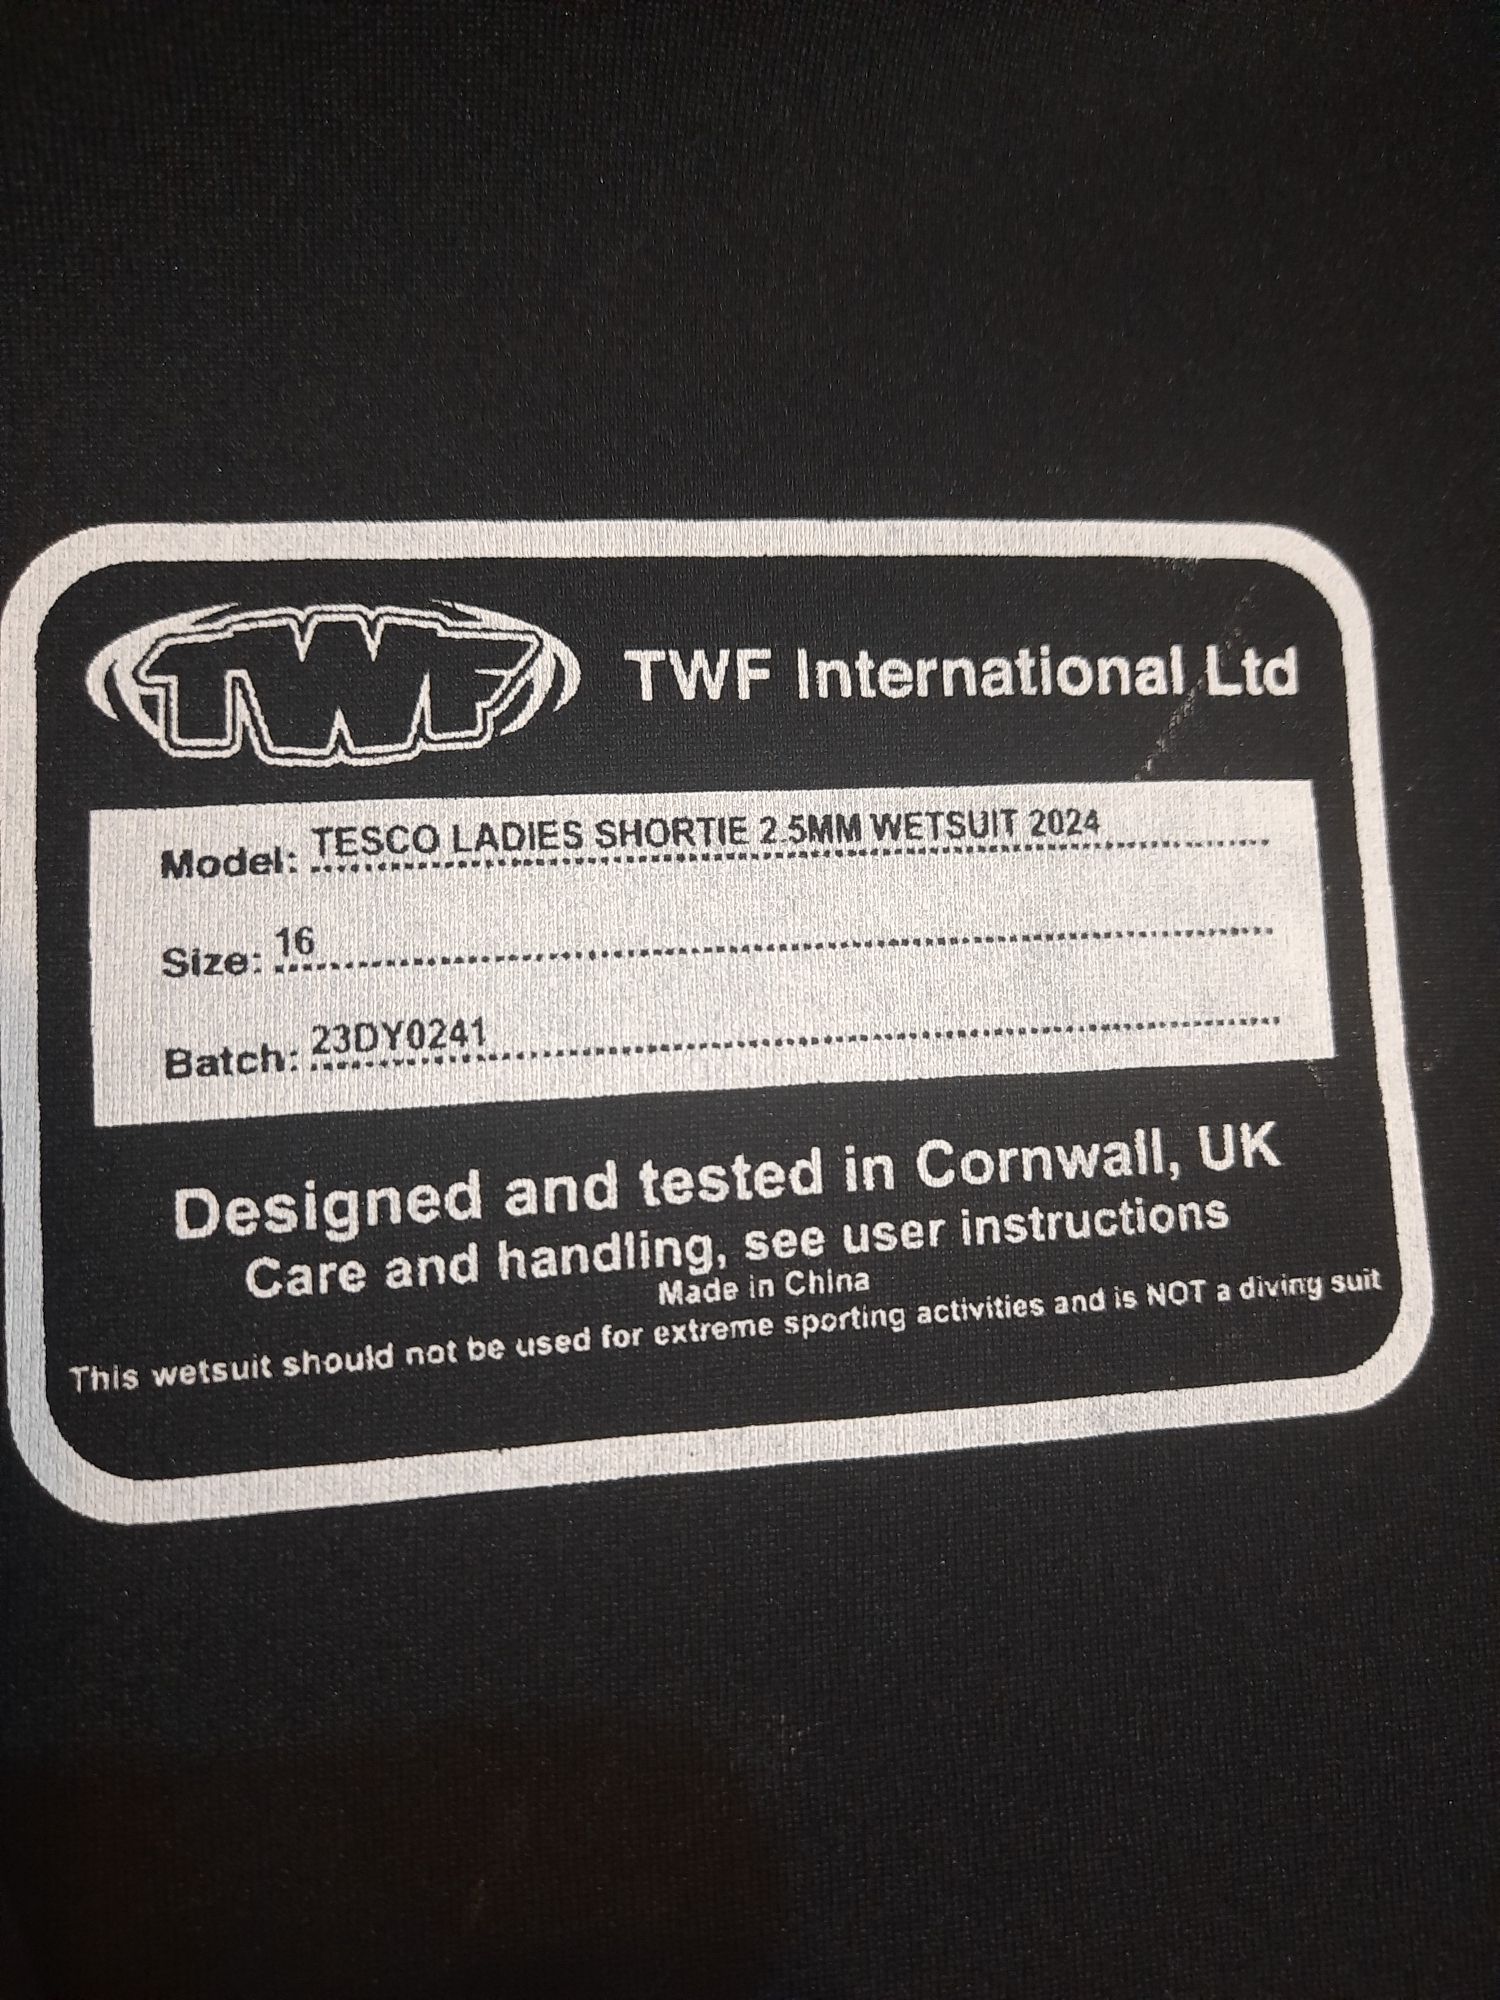 TWF
TWF International Ltd
Model: TESCO LADIES SHORTIE 2.5MM WETSUIT 2024
Size: 16
Batch: 23DY0241
Designed and tested in Cornwall, UK
Care and handling, see user instructions
Made in China
This wetsuit should not be used for extreme sporting activities and is NOT a diving suit